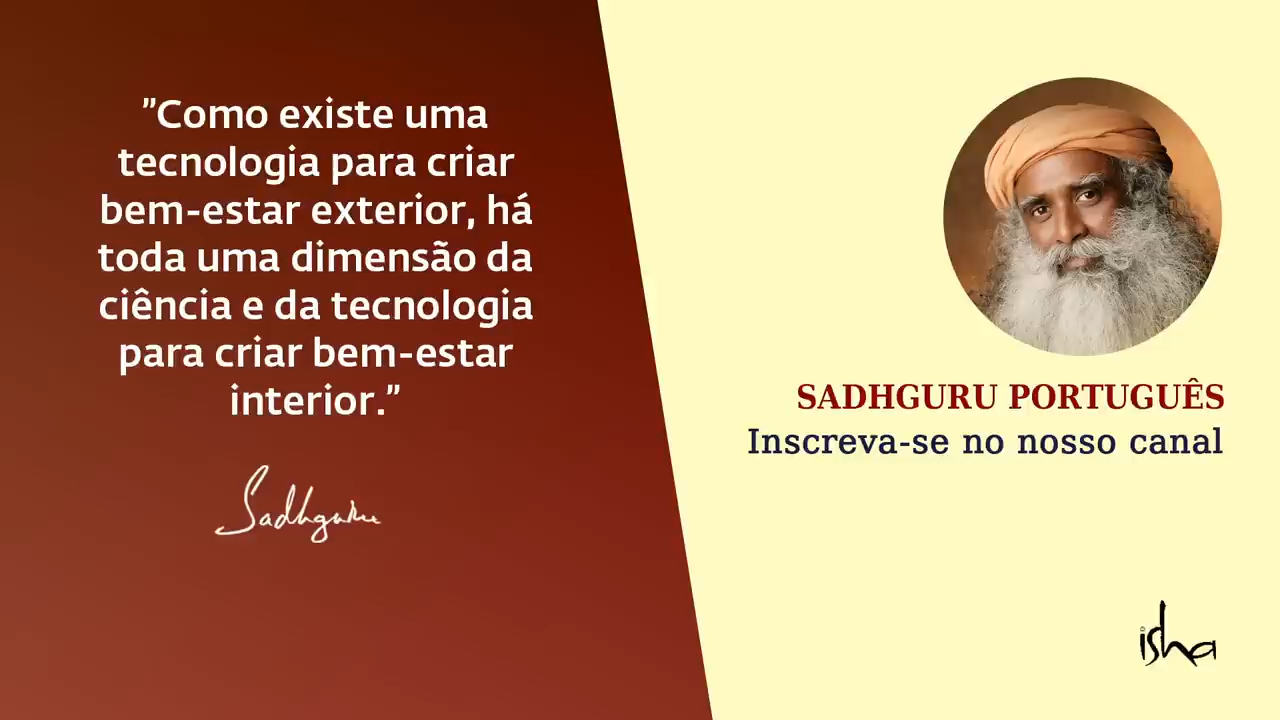 "Como existe uma
tecnologia para criar
bem-estar exterior, há
toda uma dimensão da
ciência e da tecnologia
para criar bem-estar
interior."
Sadhguru
SADHGURU PORTUGUÊS
Inscreva-se no nosso canal
isha